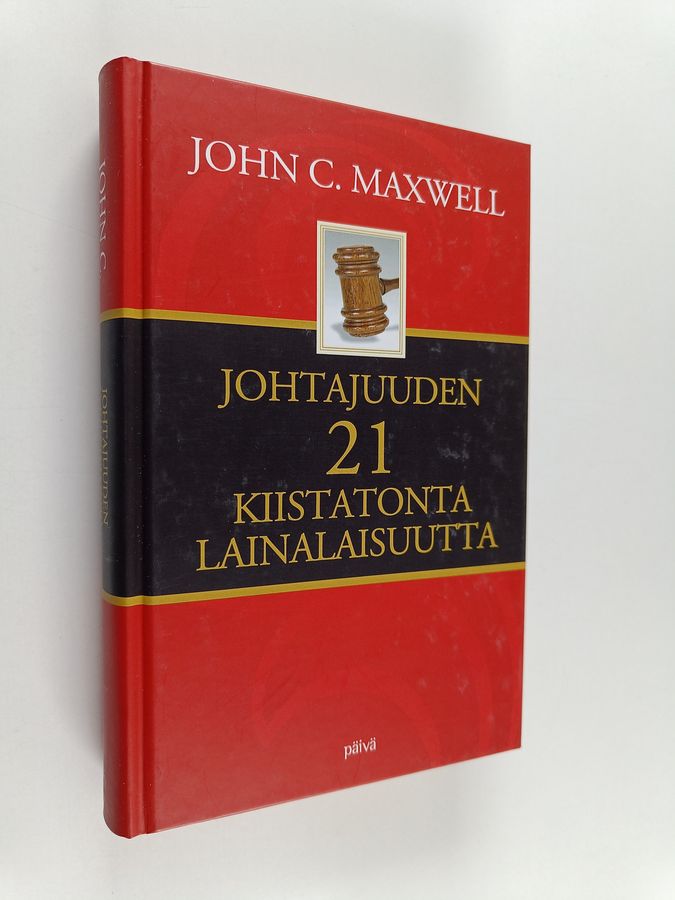 JOHN C. MAXWELL
JOHTAJUUDEN
21
KIISTATONTA
LAINALAISUUTTA
päivä
JOHN C.
JOHTAJUUDEN